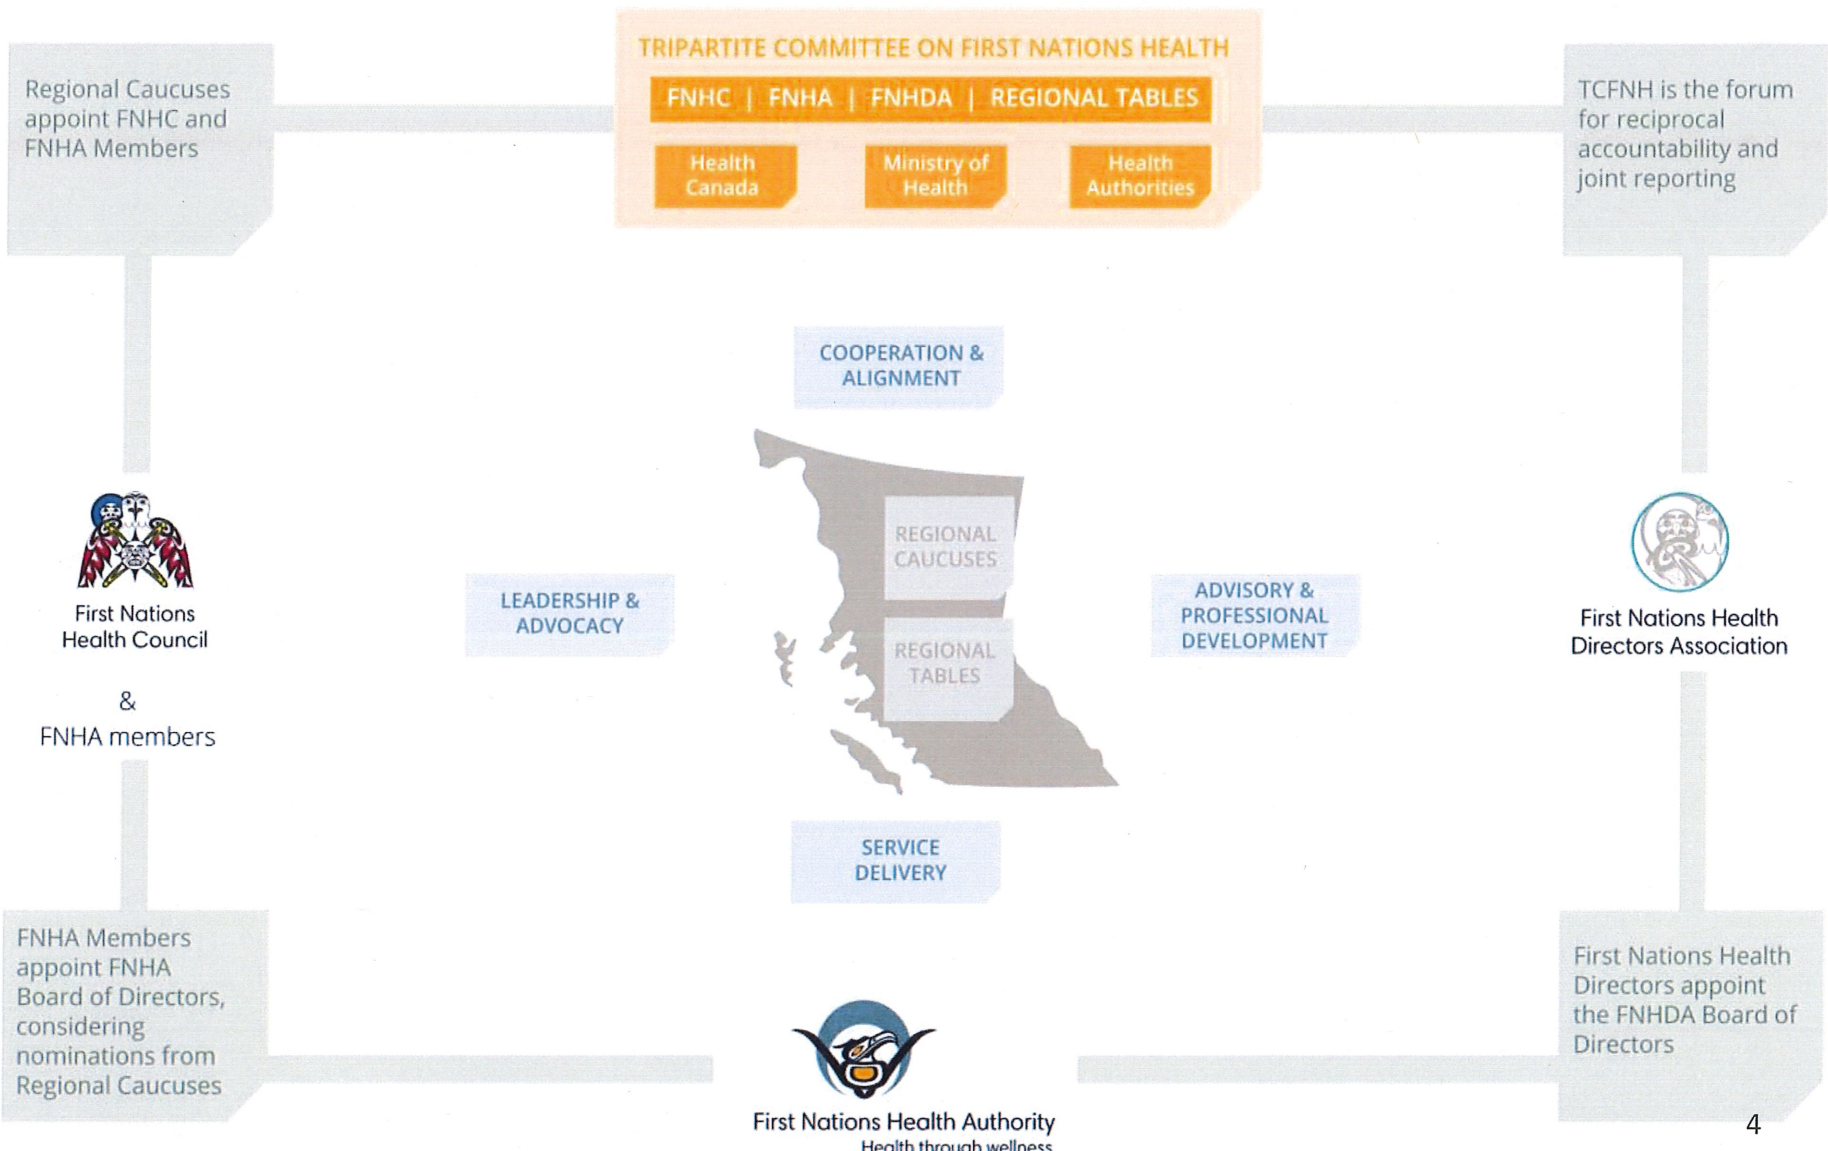 TRIPARTITE COMMITTEE ON FIRST NATIONS HEALTH
FNHC | FNHA | FNHDA | REGIONAL TABLES
Health
Canada
Ministry of
Health
Health
Authorities
Regional Caucuses
appoint FNHC and
FNHA Members
TCFNH is the forum
for reciprocal
accountability and
joint reporting
COOPERATION &
ALIGNMENT
REGIONAL
CAUCUSES
REGIONAL
TABLES
LEADERSHIP &
ADVOCACY
ADVISORY &
PROFESSIONAL
DEVELOPMENT
First Nations
Health Council
&
FNHA members
First Nations Health
Directors Association
SERVICE
DELIVERY
FNHA Members
appoint FNHA
Board of Directors,
considering
nominations from
Regional Caucuses
First Nations Health Authority
Health through wellness
First Nations Health
Directors appoint
the FNHDA Board of
Directors
4